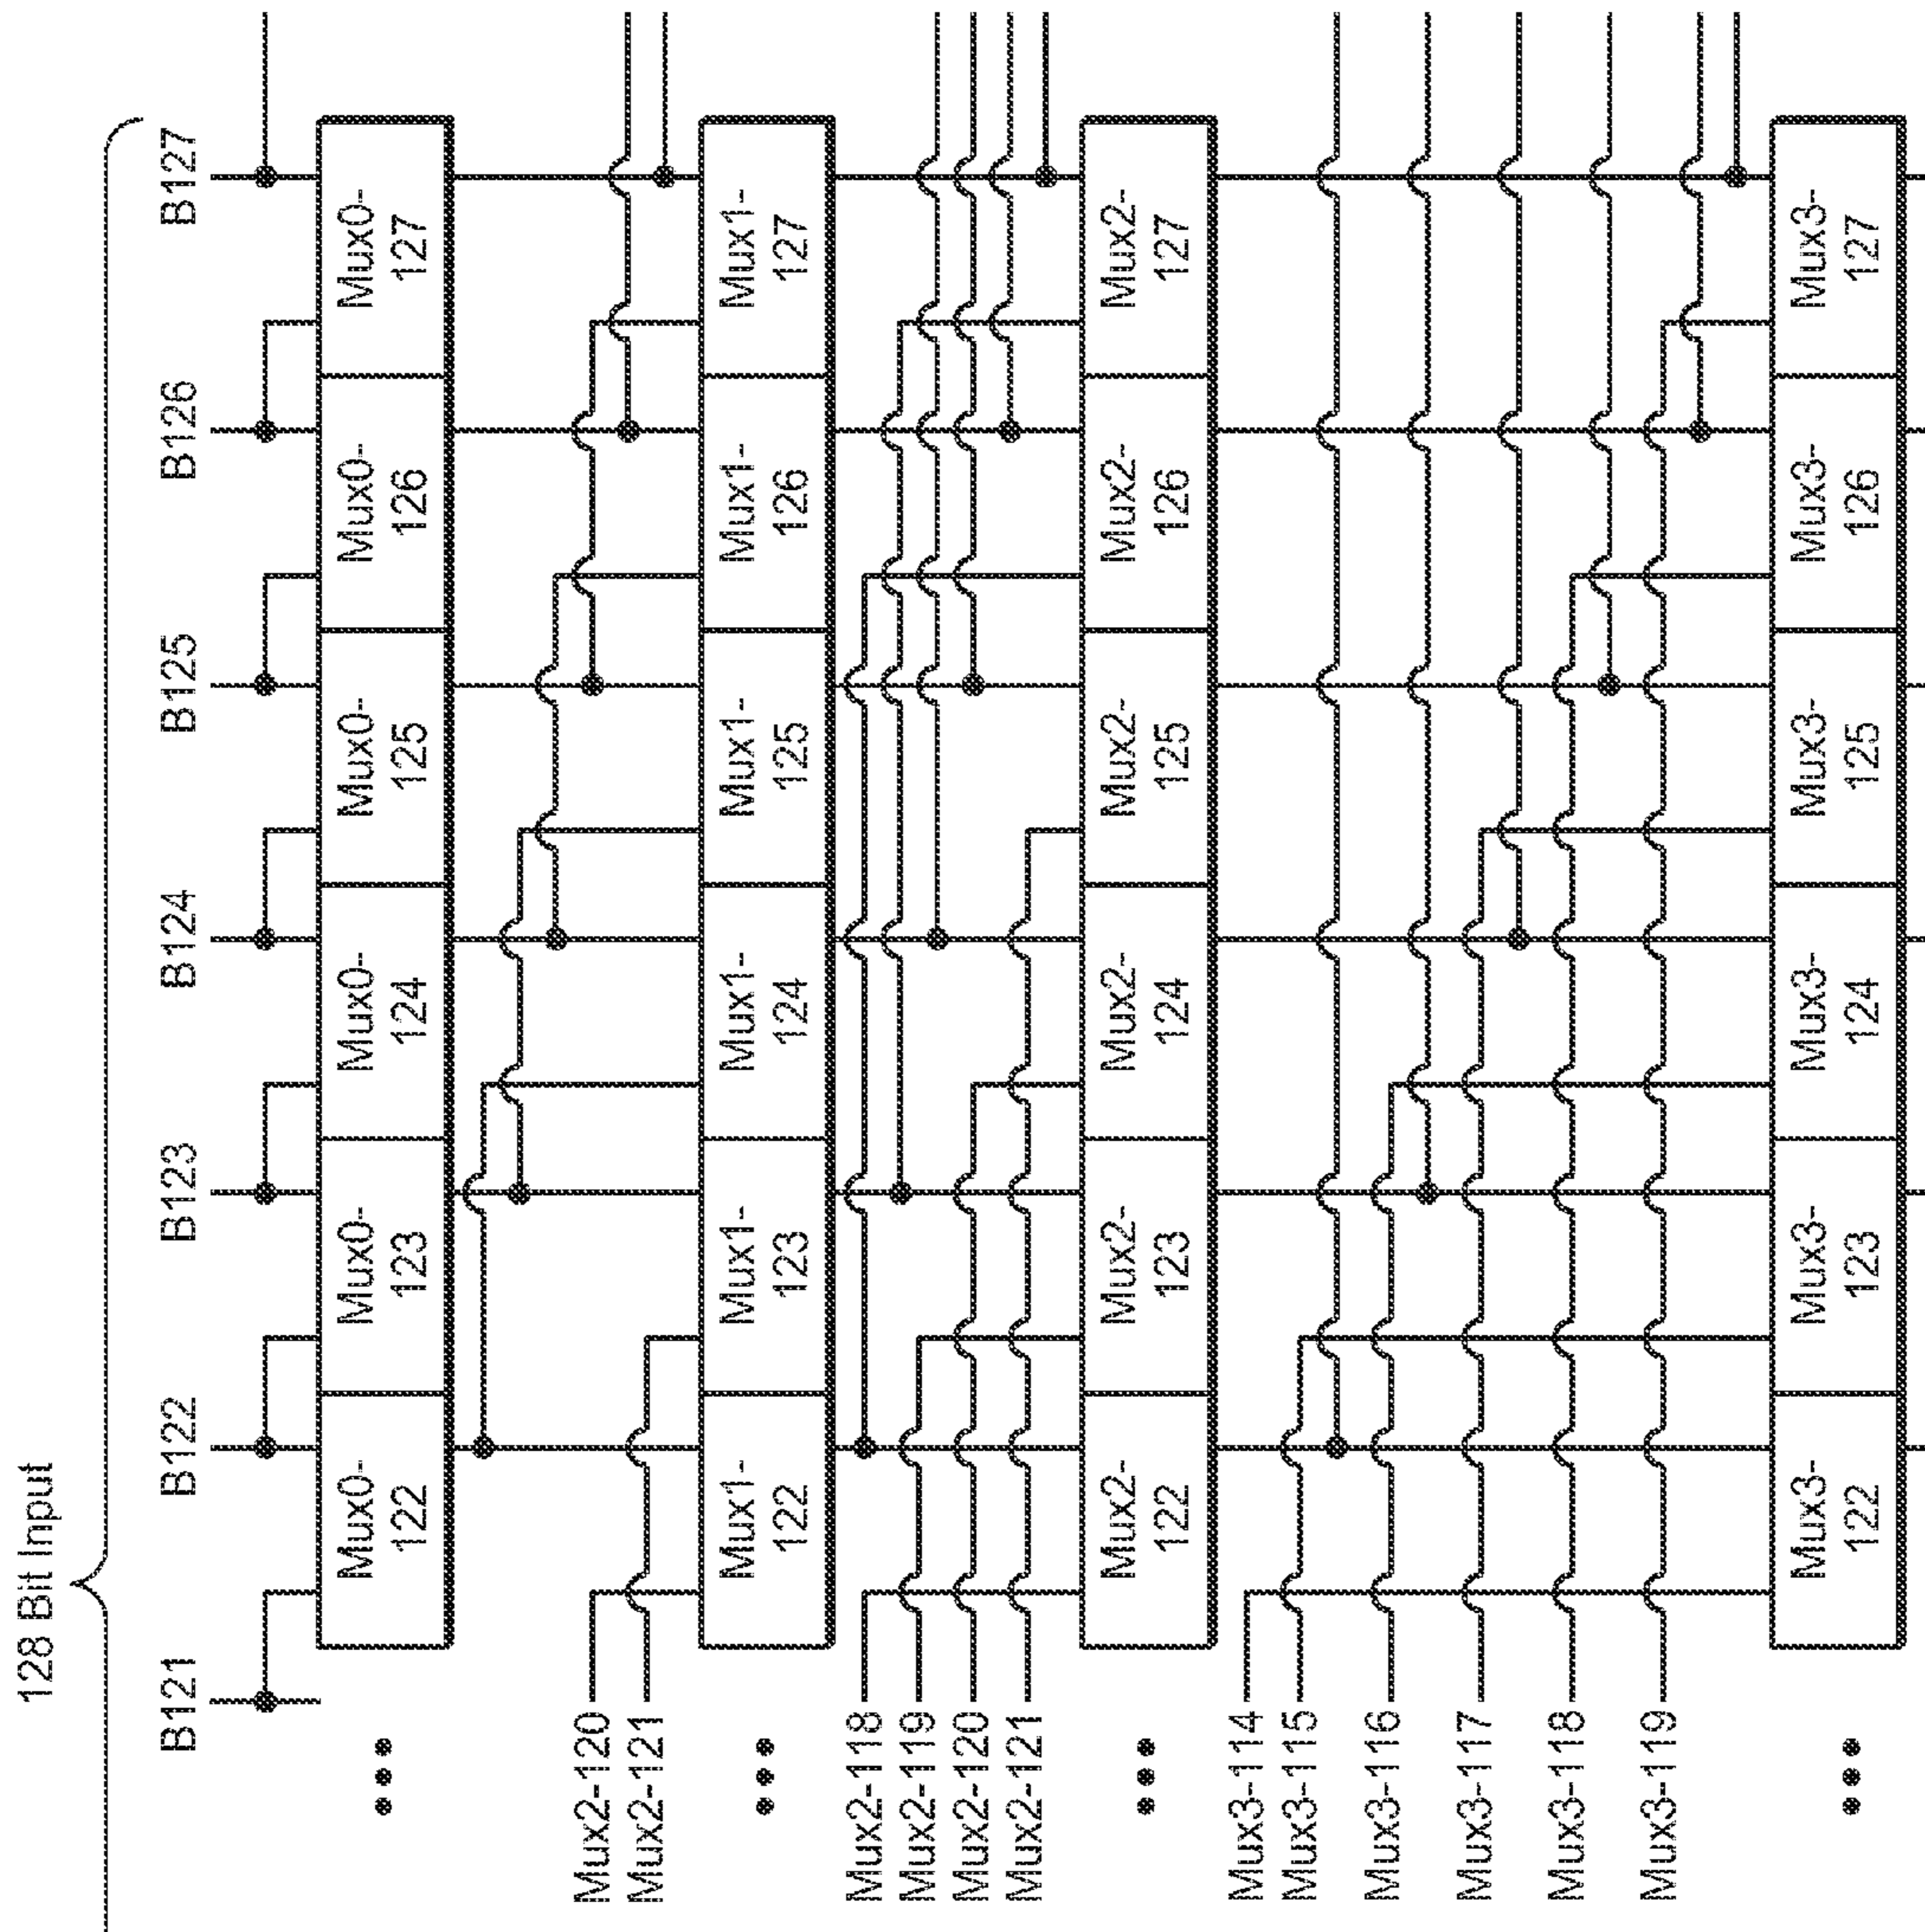 128 Bit Input
B121
B122
B123
B124
B125
B126
B127
Mux0-
122
Mux0-
123
Mux0-
124
Mux0-
125
Mux0-
126
Mux0-
127
Mux2-120
Mux2-121
Mux1-
122
Mux1-
123
Mux1-
124
Mux1-
125
Mux1-
126
Mux1-
127
Mux2-118
Mux2-119
Mux2-120
Mux2-121
Mux2-
122
Mux2-
123
Mux2-
124
Mux2-
125
Mux2-
126
Mux2-
127
Mux3-114
Mux3-115
Mux3-116
Mux3-117
Mux3-118
Mux3-119
Mux3-
122
Mux3-
123
Mux3-
124
Mux3-
125
Mux3-
126
Mux3-
127